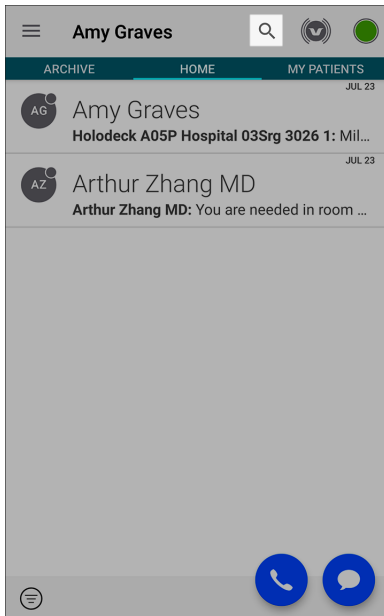 Amy Graves
ARCHIVE HOME MY PATIENTS
JUL 23
AG
Amy Graves
Holodeck A05P Hospital 03Srg 3026 1: Mil...
JUL 23
AZ
Arthur Zhang MD
Arthur Zhang MD: You are needed in room ...